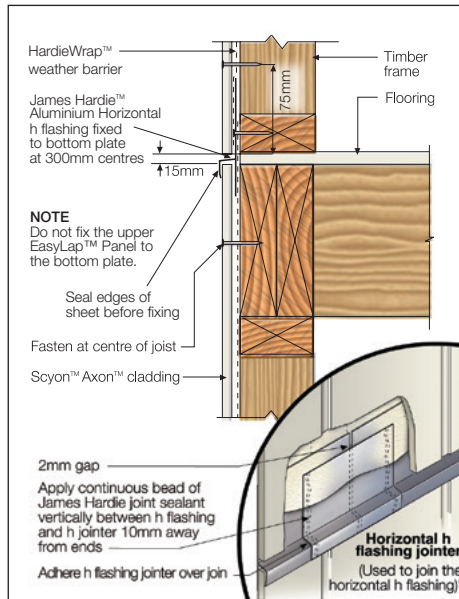 HardieWrap™
weather barrier
James Hardie™
Aluminium Horizontal
h flashing fixed
to bottom plate
at 300mm centres
15mm
75mm
Timber
frame
Flooring
NOTE
Do not fix the upper
EasyLap™ Panel to
the bottom plate.
Seal edges of
sheet before fixing
Fasten at centre of joist
Scyon™ Axon™ cladding
2mm gap
Apply continuous bead of
James Hardie joint sealant
vertically between h flashing
and h jointer 10mm away
from ends
Adhere h flashing jointer over join
Horizontal h
flashing jointer
(Used to join the
horizontal h flashing)